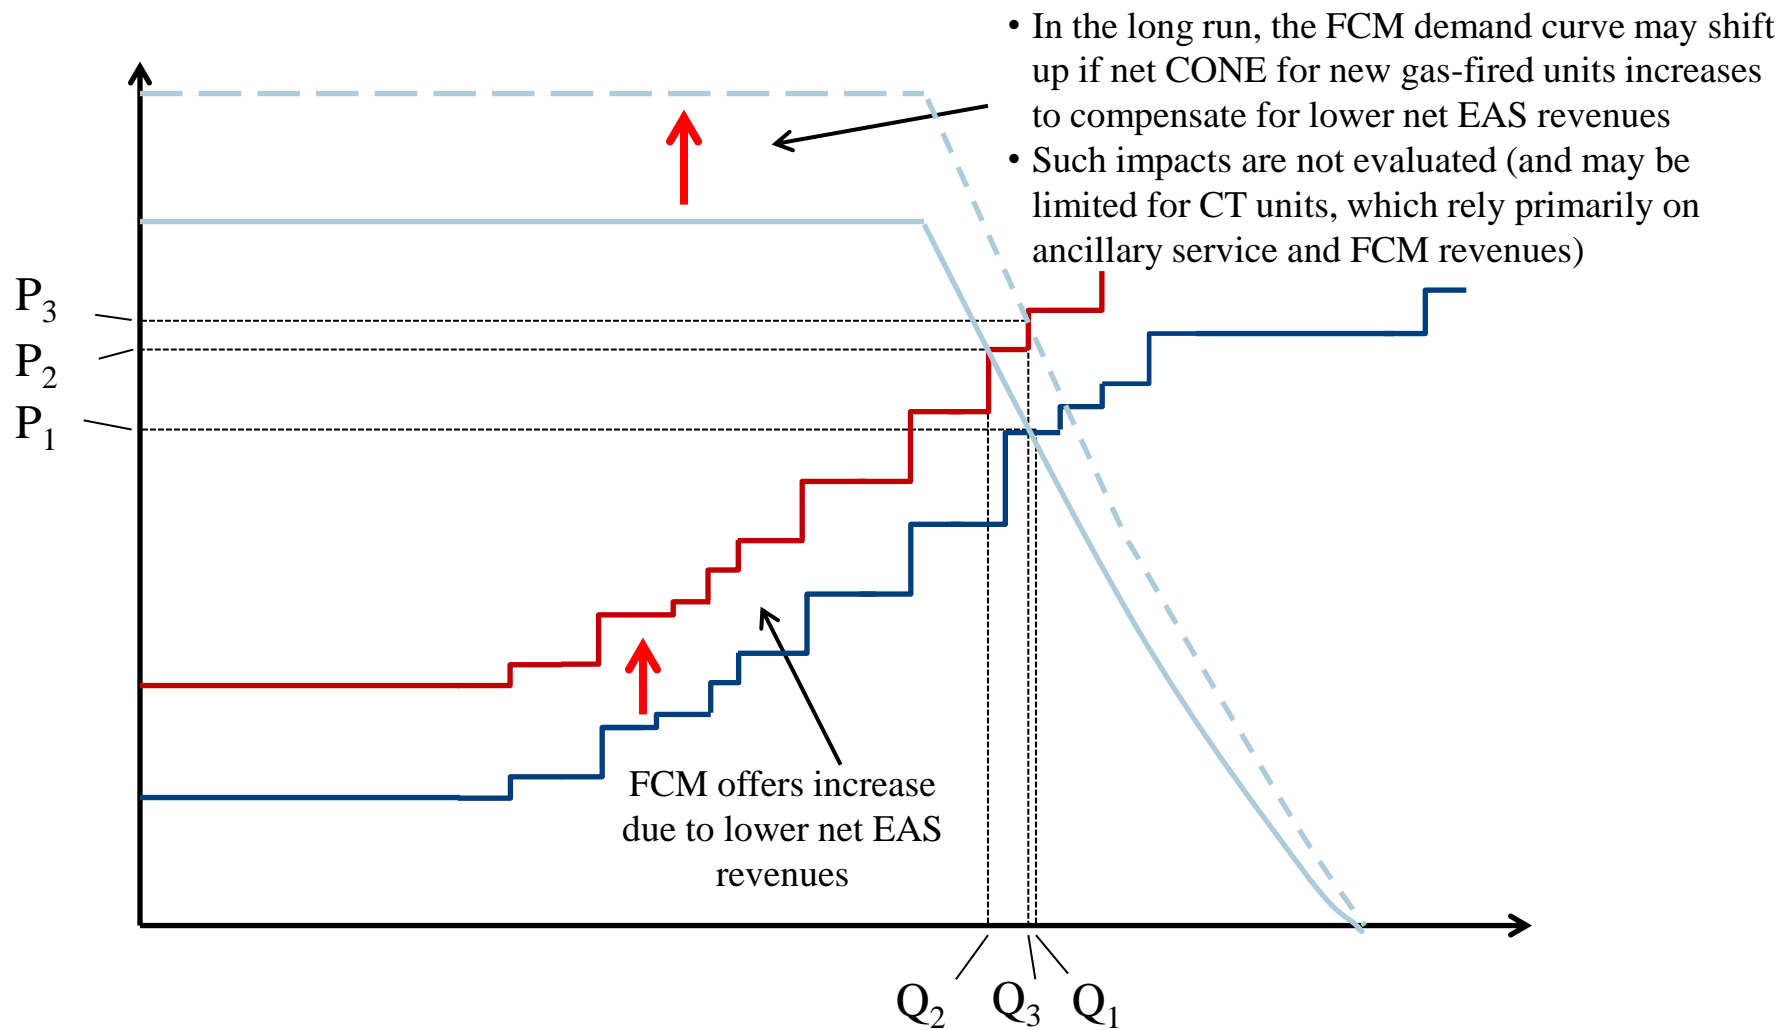 • In the long run, the FCM demand curve may shift
up if net CONE for new gas-fired units increases
to compensate for lower net EAS revenues
• Such impacts are not evaluated (and may be
limited for CT units, which rely primarily on
ancillary service and FCM revenues)
P₃
P₂
P₁
FCM offers increase
due to lower net EAS
revenues
Q₂ Q₃ Q₁